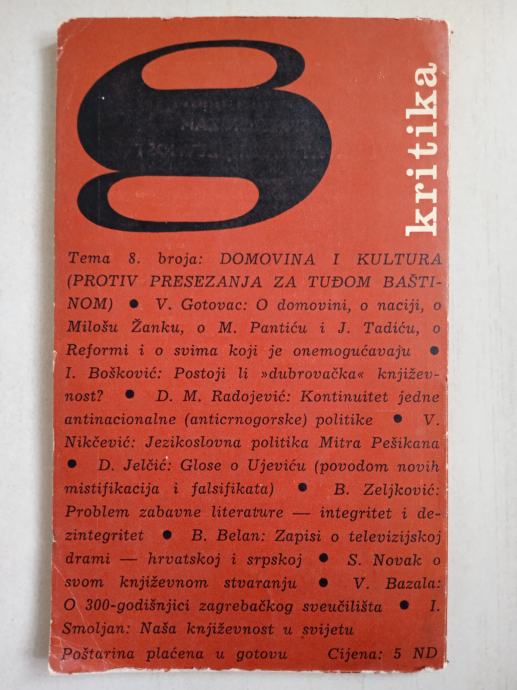 8
kritika
Tema 8. broja: DOMOVINA I KULTURA
(PROTIV PRESEZANJA ZA TUĐOM BAŠTI-
NOM) ● V. Gotovac: O domovini, o naciji, o
Milošu Žanku, o M. Pantiću i J. Tadiću, o
Reformi i o svima koji je onemogućavaju ●
I. Bošković: Postoji li »dubrovačka« književ-
nost? ● D. M. Radojević: Kontinuitet jedne
antinacionalne (anticrnogorske) politike ● V.
Nikčević: Jezikoslovna politika Mitra Pešikana
● D. Jelčić: Glose o Ujeviću (povodom novih
mistifikacija i falsifikata) ● B. Zeljković:
Problem zabavne literature — integritet i de-
zintegritet ● B. Belan: Zapisi o televizijskoj
drami — hrvatskoj i srpskoj ● S. Novak o
svom književnom stvaranju ● V. Bazala:
O 300-godišnjici zagrebačkog sveučilišta ● I.
Smoljan: Naša književnost u svijetu
Poštarina plaćena u gotovu Cijena: 5 ND